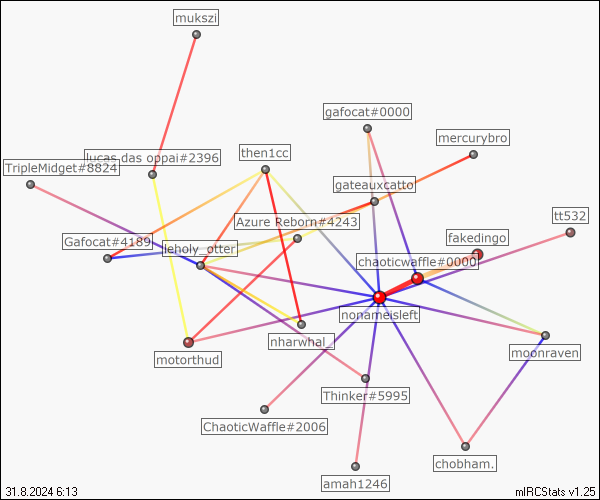 mukszi
gafocat#0000
mercurybro
then1cc
lucas das oppai#2396
TripleMidget#8824
gateauxcatto
tt532
Azure Reborn#4243
fakedingo
Gafocat#4189
leholy_otter
chaoticwaffle#0000
nonameisleft
nharwhal_
moonraven
motorthud
Thinker#5995
ChaoticWaffle#2006
chobham.
amah1246
31.8.2024 6:13
mIRCStats v1.25